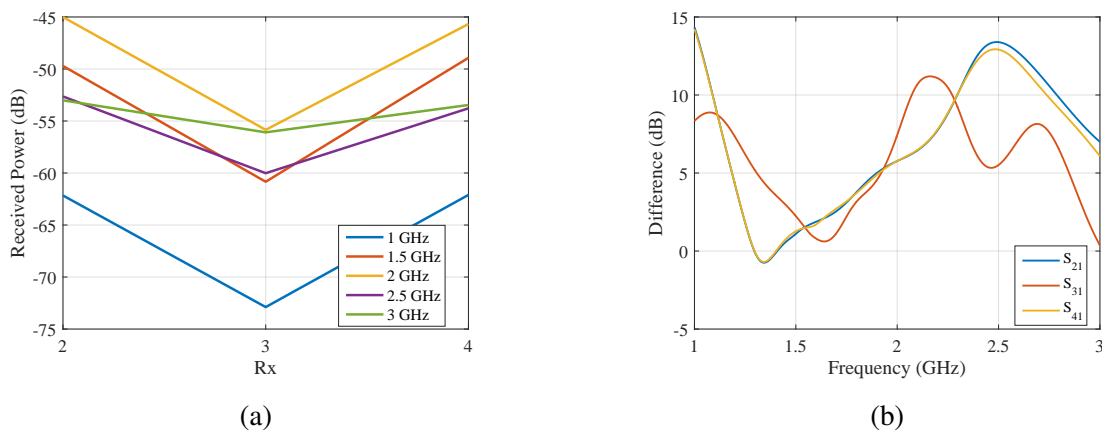 -45
-50
-55
-60
-65
-70
-75
Received Power (dB)
2
3
4
Rx
1 GHz
1.5 GHz
2 GHz
2.5 GHz
3 GHz
(a)
15
10
5
0
-5
Difference (dB)
1
1.5
2
2.5
3
Frequency (GHz)
S21
S31
S41
(b)